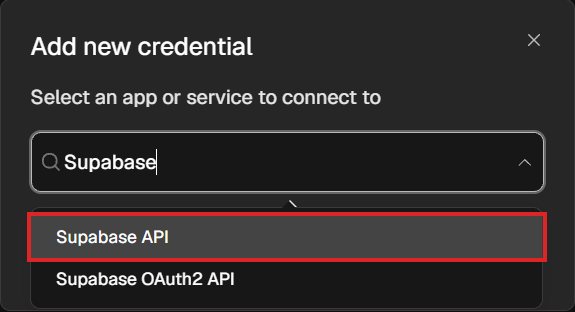 Add new credential
Select an app or service to connect to
Supabase
Supabase API
Supabase OAuth2 API